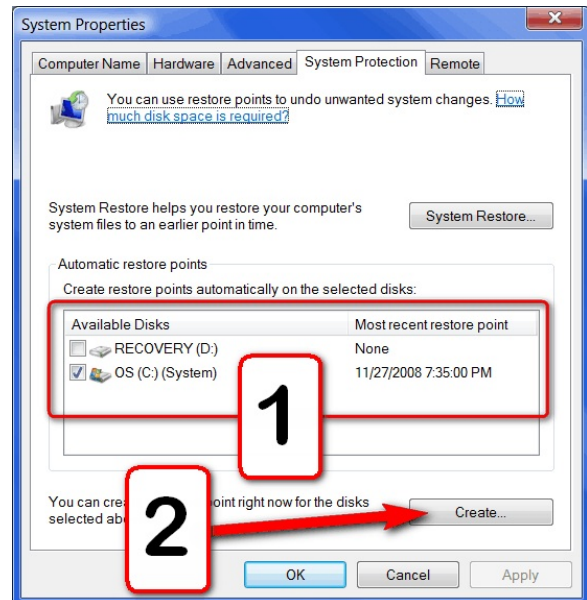 System Properties
Computer Name Hardware Advanced System Protection Remote
You can use restore points to undo unwanted system changes. How
much disk space is required?
System Restore helps you restore your computer's
system files to an earlier point in time.
System Restore...
Automatic restore points
Create restore points automatically on the selected disks:
Available Disks Most recent restore point
RECOVERY (D:) None
OS (C:) (System) 11/27/2008 7:35:00 PM
1
You can oint right now for the disks
selected
2
Create...
OK Cancel Apply